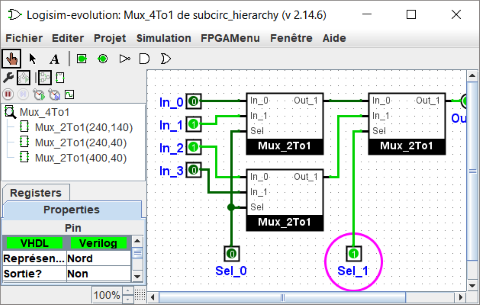 Logisim-evolution: Mux_4To1 de subcirc_hierarchy (v 2.14.6)
Fichier Editer Projet Simulation FPGAMenu Fenêtre Aide
A
Mux_4To1
Mux_2To1(240,140)
Mux_2To1(240,40)
Mux_2To1(400,40)
Registers
Properties
Pin
VHDL Verilog
Représen... Nord
Sortie? Non
100%
In_0 0
In_1 1
In_2 1
In_3 0
In_0 Out_1
In_1
Sel
Mux_2To1
In_0 Out_1
In_1
Sel
Mux_2To1
In_0 Out_1
In_1
Sel
Mux_2To1
Ou
0
Sel_0
1
Sel_1